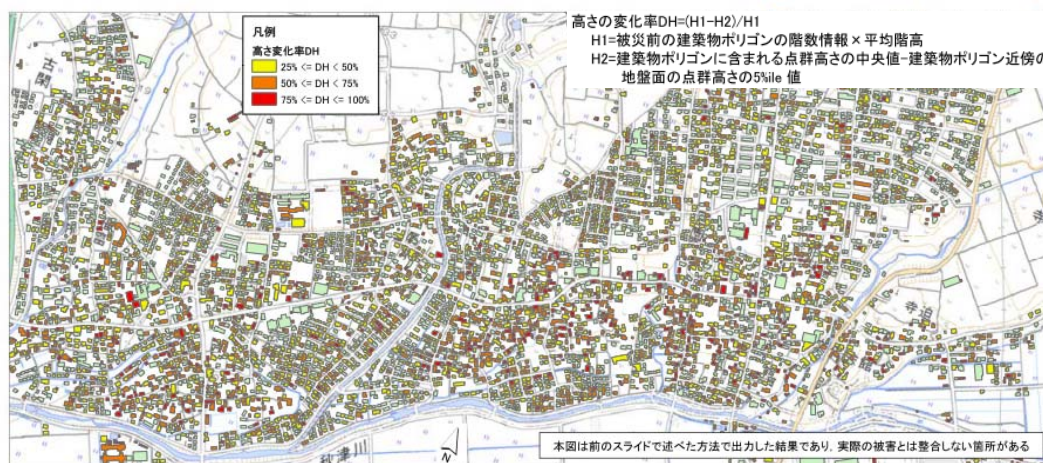 高さの変化率DH=(H1-H2)/H1
H1=被災前の建築物ポリゴンの階数情報×平均階高
H2=建築物ポリゴンに含まれる点群高さの中央値-建築物ポリゴン近傍の
地盤面の点群高さの5%ile 値
凡例
高さ変化率DH
25% <= DH < 50%
50% <= DH < 75%
75% <= DH <= 100%
古閑
寺迫
秋津川
N
本図は前のスライドで述べた方法で出力した結果であり，実際の被害とは整合しない箇所がある